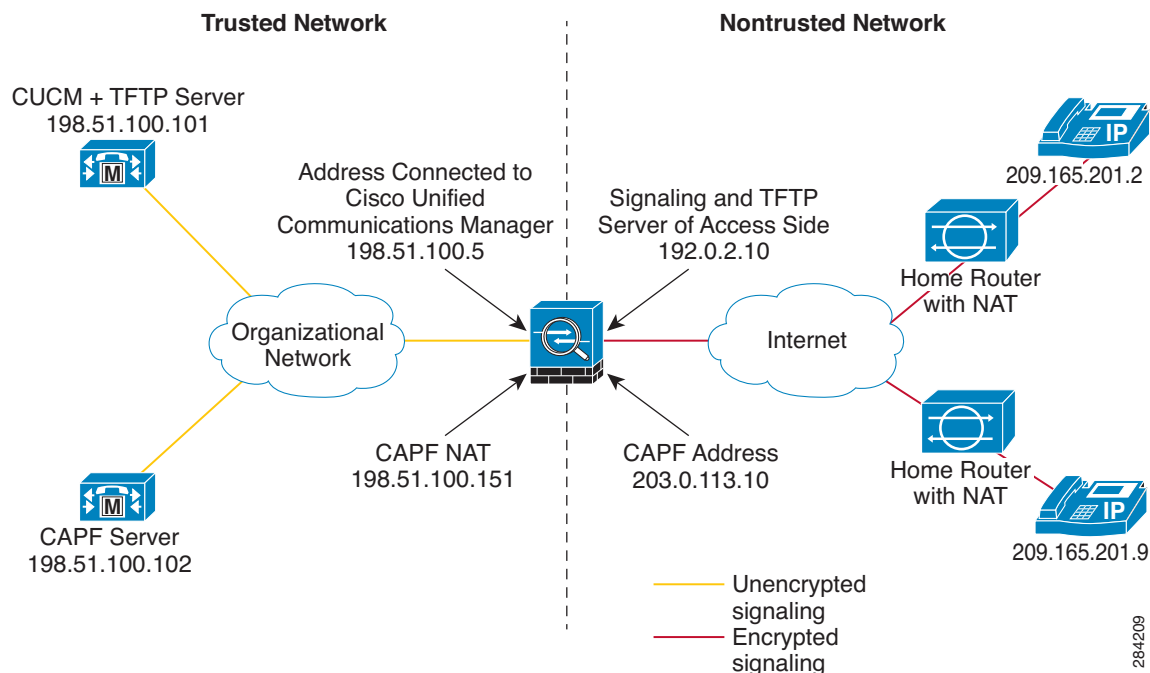 Trusted Network
Nontrusted Network
CUCM + TFTP Server
198.51.100.101
M
Address Connected to
Cisco Unified
Communications Manager
198.51.100.5
Signaling and TFTP
Server of Access Side
192.0.2.10
IP
209.165.201.2
Home Router
with NAT
Organizational
Network
Internet
CAPF NAT
198.51.100.151
CAPF Address
203.0.113.10
Home Router
with NAT
M
CAPF Server
198.51.100.102
IP
209.165.201.9
Unencrypted
signaling
Encrypted
signaling
284209